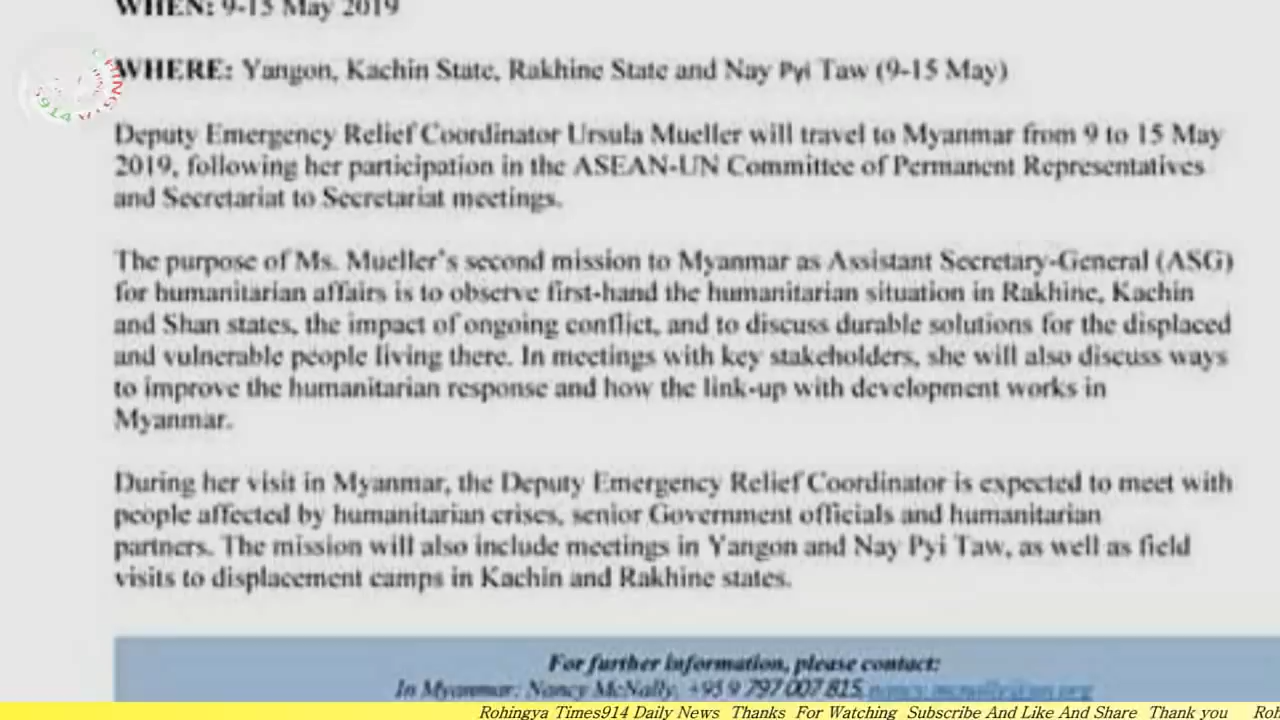 WHEN: 9-15 May 2019
WHERE: Yangon, Kachin State, Rakhine State and Nay Pyi Taw (9-15 May)
Deputy Emergency Relief Coordinator Ursula Mueller will travel to Myanmar from 9 to 15 May
2019, following her participation in the ASEAN-UN Committee of Permanent Representatives
and Secretariat to Secretariat meetings.
The purpose of Ms. Mueller's second mission to Myanmar as Assistant Secretary-General (ASG)
for humanitarian affairs is to observe first-hand the humanitarian situation in Rakhine, Kachin
and Shan states, the impact of ongoing conflict, and to discuss durable solutions for the displaced
and vulnerable people living there. In meetings with key stakeholders, she will also discuss ways
to improve the humanitarian response and how the link-up with development works in
Myanmar.
During her visit in Myanmar, the Deputy Emergency Relief Coordinator is expected to meet with
people affected by humanitarian crises, senior Government officials and humanitarian
partners. The mission will also include meetings in Yangon and Nay Pyi Taw, as well as field
visits to displacement camps in Kachin and Rakhine states.
For further information, please contact:
In Myanmar: Nancy McNally, +95 9 797 007 815,
Rohingya Times914 Daily News Thanks For Watching Subscribe And Like And Share Thank you Roh